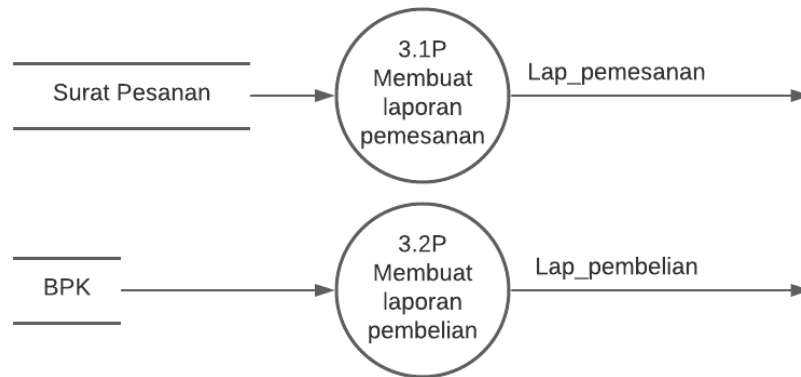 Surat Pesanan
3.1P
Membuat
laporan
pemesanan
Lap_pemesanan
BPK
3.2P
Membuat
laporan
pembelian
Lap_pembelian